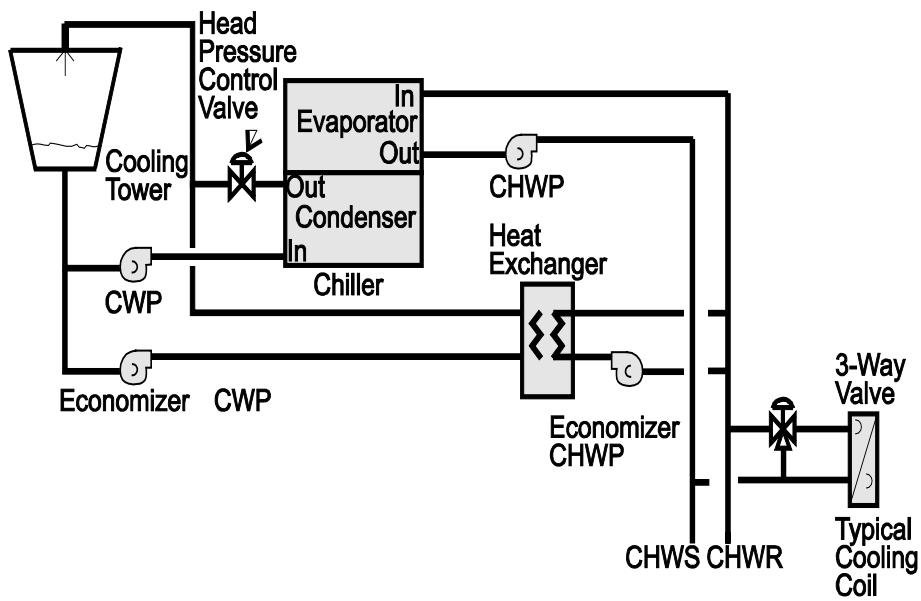 Head
Pressure
Control
Valve
In
Evaporator
Out
Cooling
Tower
CHWP
Out
Condenser
In
Heat
Exchanger
Chiller
CWP
3-Way
Valve
Economizer CWP
Economizer
CHWP
Typical
Cooling
Coil
CHWS CHWR